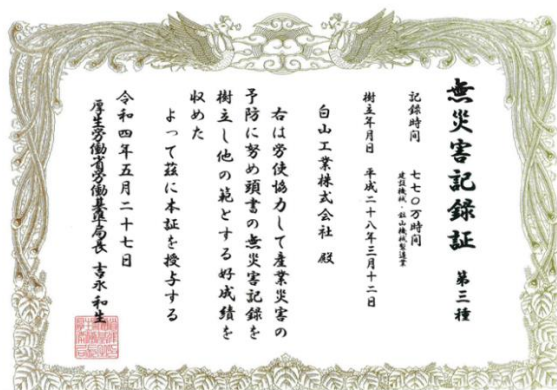 無災害記録証 第三種
記録時間 七七〇万時間
建設機械・鉱山機械製造業
樹立年月日 平成二十八年三月十二日
白山工業株式会社 殿
右は労使協力して産業災害の
予防に努め頭書の無災害記録を
樹立し他の範とする好成績を
収めた
よって茲に本証を授与する
令和四年五月二十七日
厚生労働省労働基準局長 吉永和生